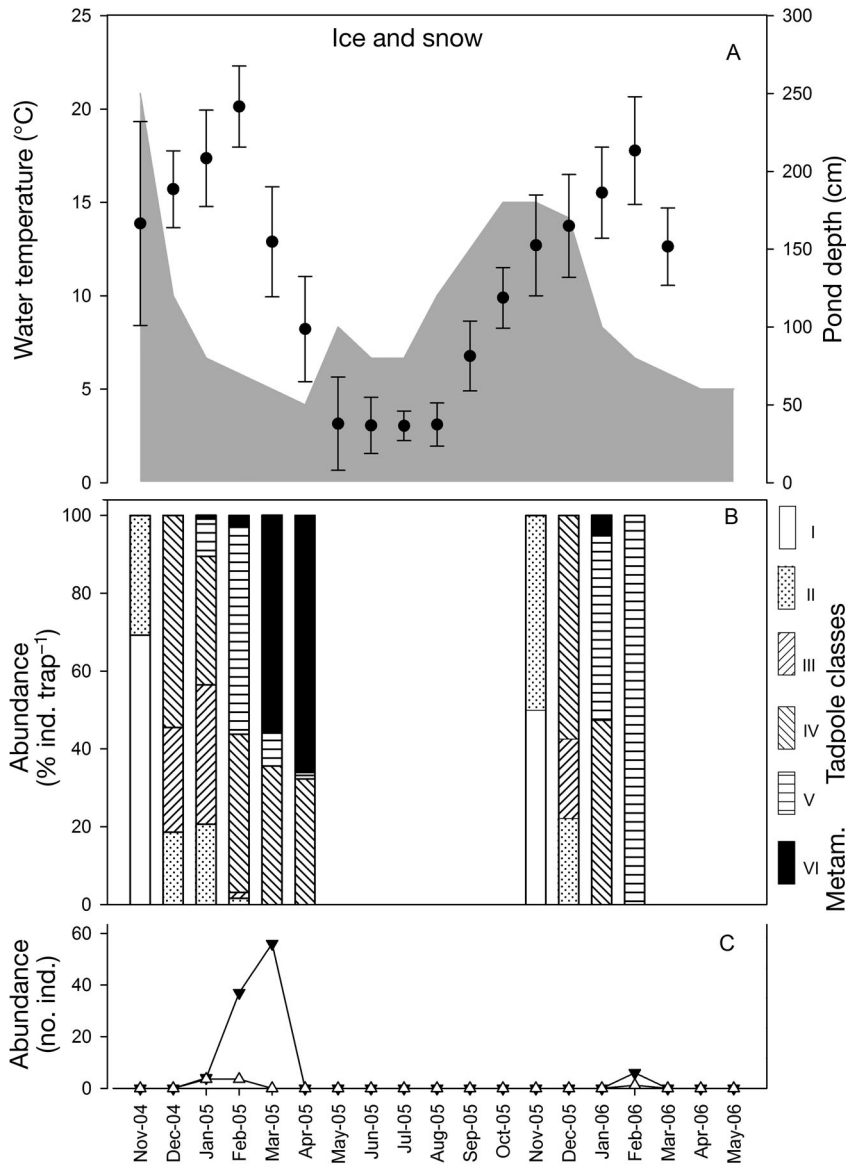 Ice and snow
A
Water temperature (°C)
25
20
15
10
5
0
Pond depth (cm)
300
250
200
150
100
50
0
B
Abundance
(% ind. trap–1)
100
80
60
40
20
0
I
II
III
IV
V
VI
Tadpole classes
Metam.
C
Abundance
(no. ind.)
60
40
20
0
Nov-04
Dec-04
Jan-05
Feb-05
Mar-05
Apr-05
May-05
Jun-05
Jul-05
Aug-05
Sep-05
Oct-05
Nov-05
Dec-05
Jan-06
Feb-06
Mar-06
Apr-06
May-06